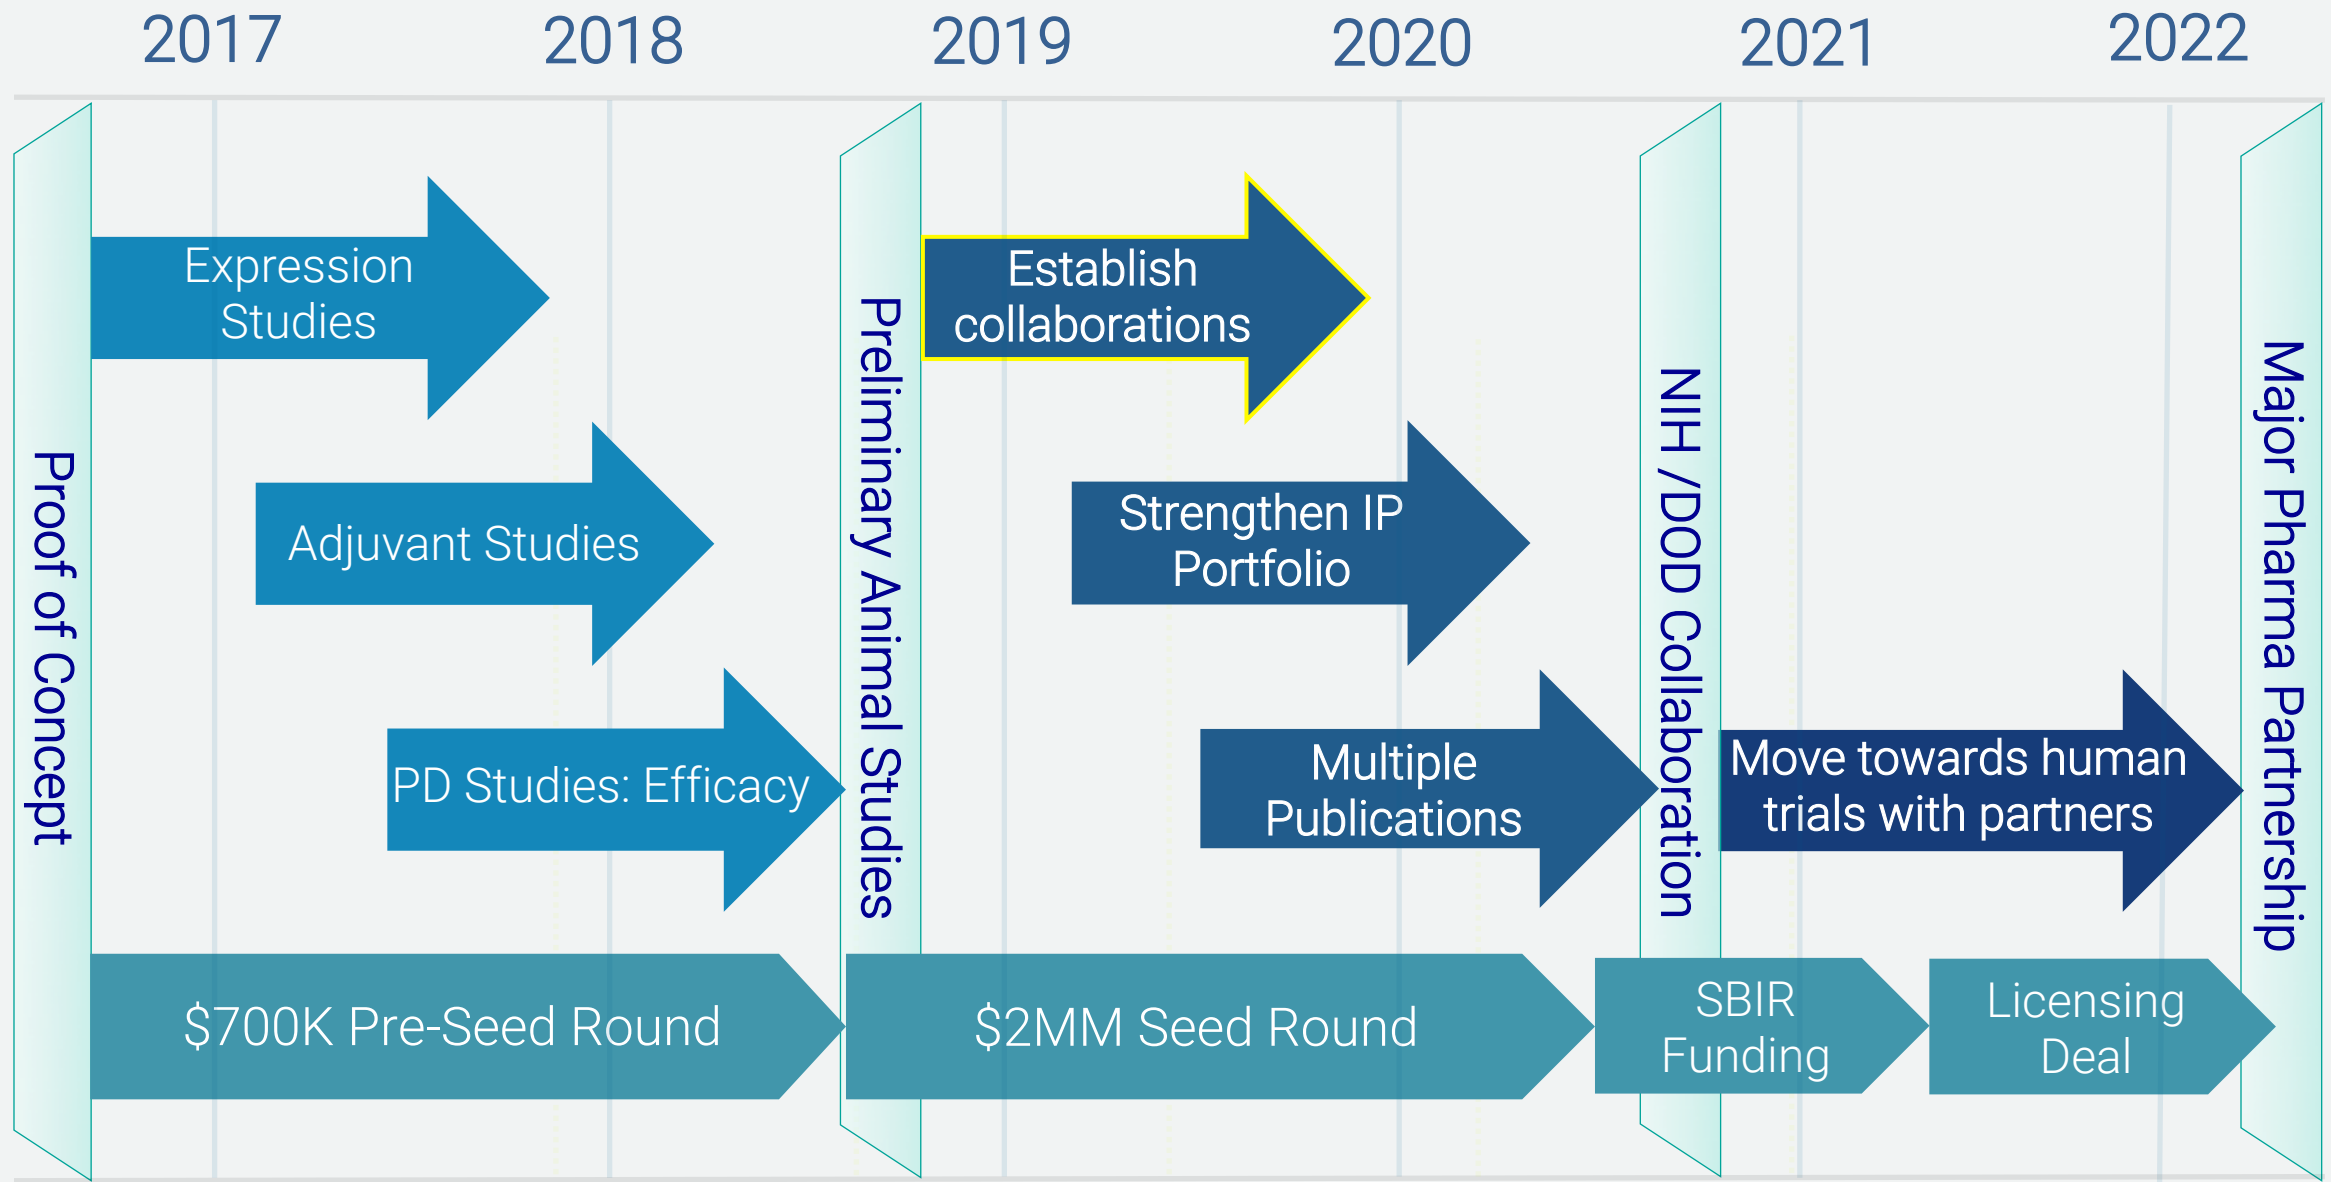 2017
2018
2019
2020
2021
2022
Proof of Concept
Expression
Studies
Adjuvant Studies
PD Studies: Efficacy
Preliminary Animal Studies
Establish
collaborations
Strengthen IP
Portfolio
Multiple
Publications
NIH /DOD Collaboration
Move towards human
trials with partners
Major Pharma Partnership
$700K Pre-Seed Round
$2MM Seed Round
SBIR
Funding
Licensing
Deal